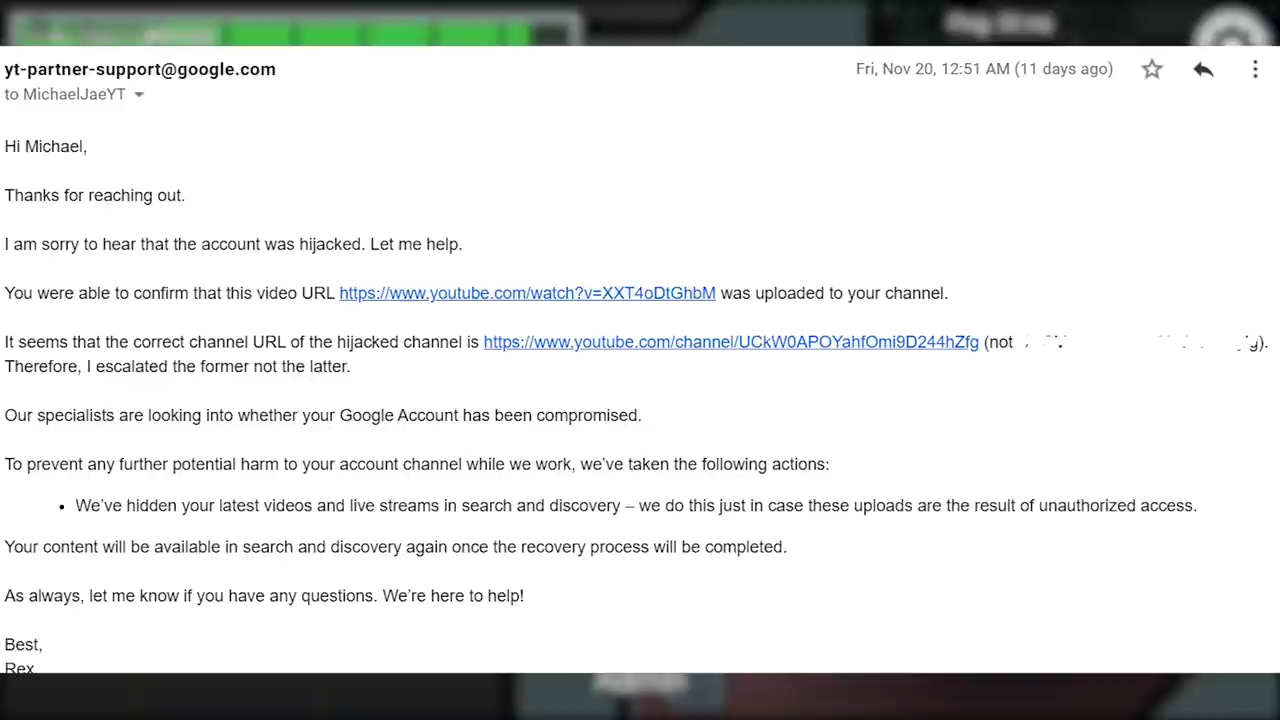 yt-partner-support@google.com
Fri, Nov 20, 12:51 AM (11 days ago)
to MichaelJaeYT
Hi Michael,
Thanks for reaching out.
I am sorry to hear that the account was hijacked. Let me help.
You were able to confirm that this video URL https://www.youtube.com/watch?v=XXT4oDtGhbM was uploaded to your channel.
It seems that the correct channel URL of the hijacked channel is https://www.youtube.com/channel/UCkW0APOYahfOmi9D244hZfg (not
Therefore, I escalated the former not the latter.
Our specialists are looking into whether your Google Account has been compromised.
To prevent any further potential harm to your account channel while we work, we've taken the following actions:
• We've hidden your latest videos and live streams in search and discovery – we do this just in case these uploads are the result of unauthorized access.
Your content will be available in search and discovery again once the recovery process will be completed.
As always, let me know if you have any questions. We're here to help!
Best,
Rex